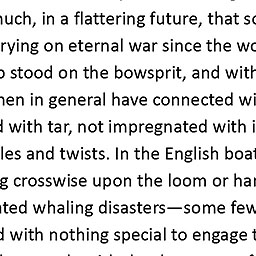 much, in a flattering future, that so
rying on eternal war since the wo
stood on the bowsprit, and with
men in general have connected wi
d with tar, not impregnated with i
les and twists. In the English boat
g crosswise upon the loom or har
ated whaling disasters—some few
d with nothing special to engage t